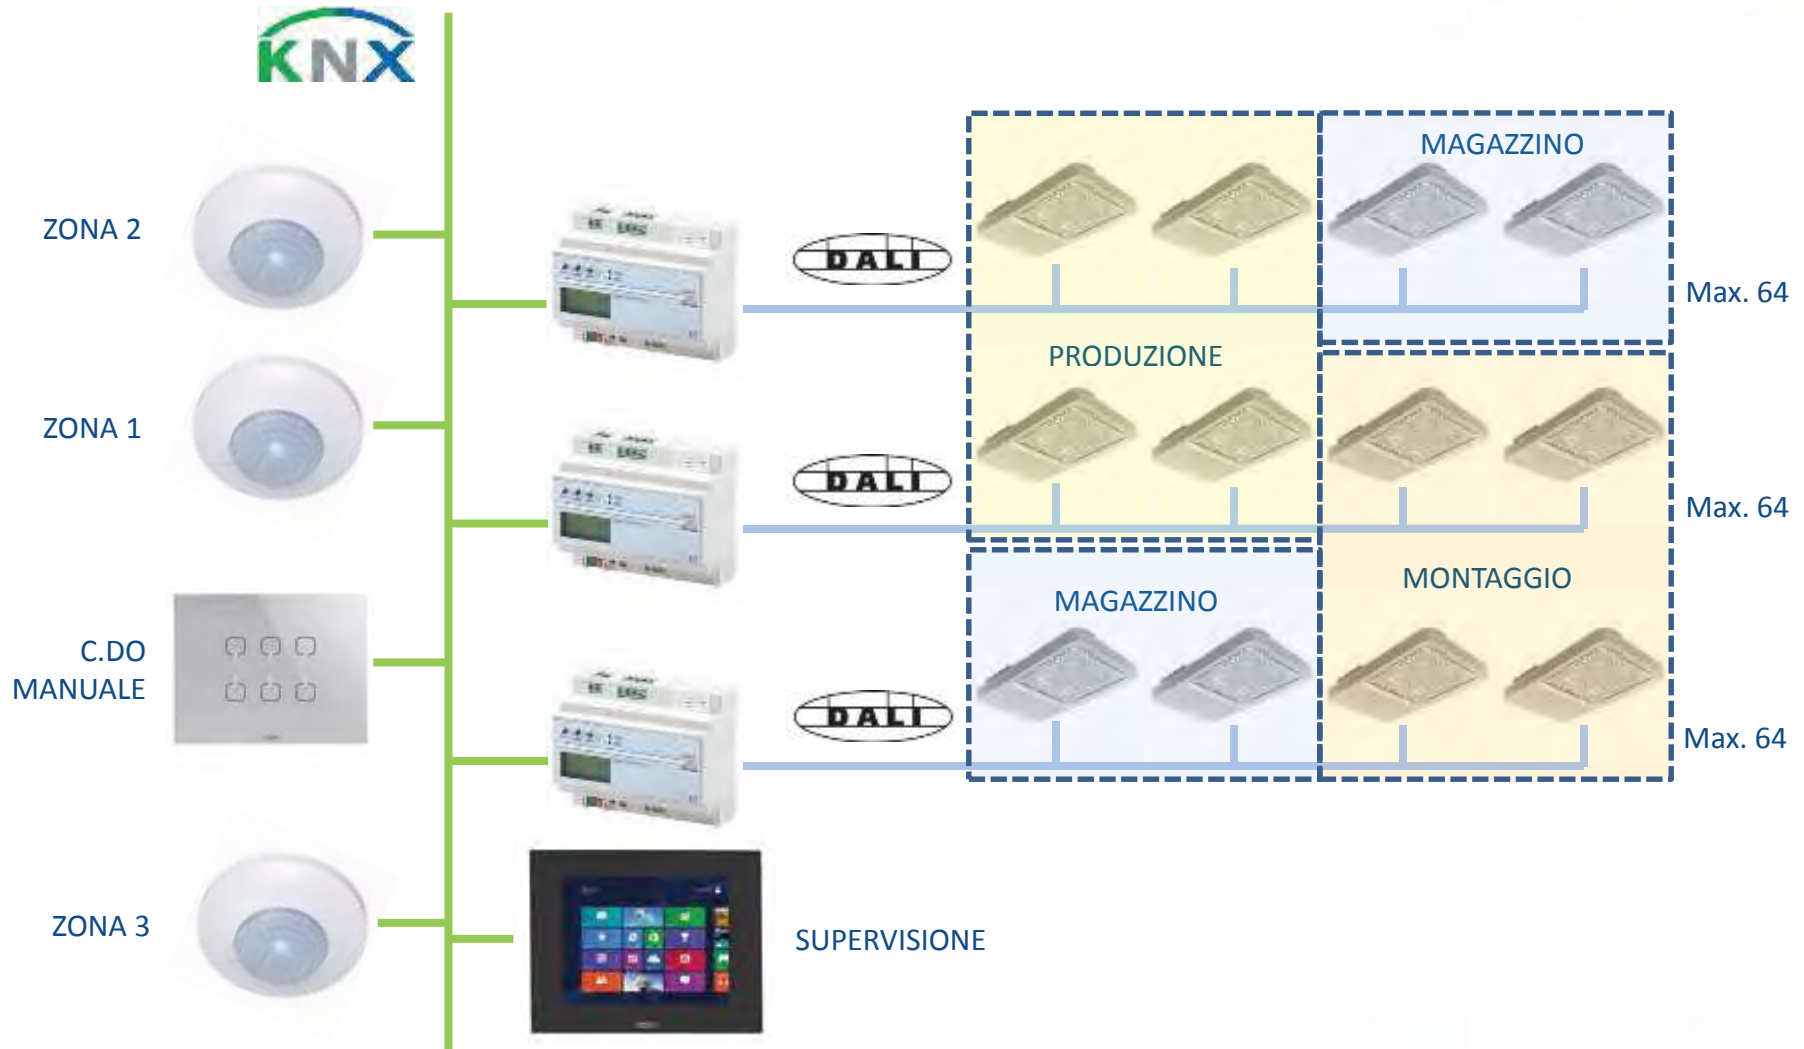 KNX
ZONA 2
ZONA 1
C.DO
MANUALE
ZONA 3
DALI
DALI
DALI
SUPERVISIONE
MAGAZZINO
PRODUZIONE
MAGAZZINO
MONTAGGIO
Max. 64
Max. 64
Max. 64